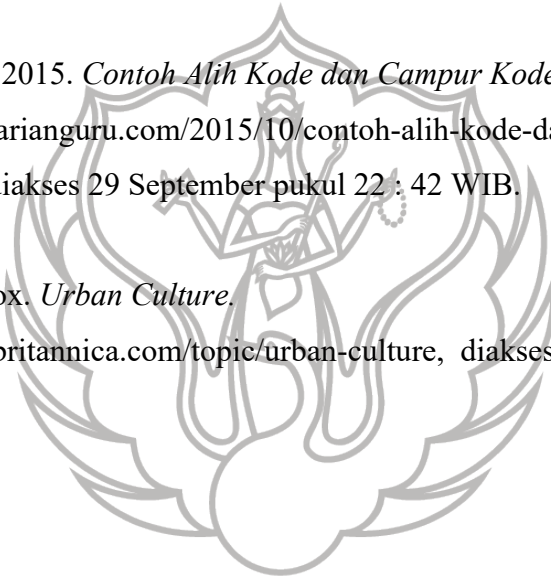 2015. Contoh Alih Kode dan Campur Kode
arianguru.com/2015/10/contoh-alih-kode-da
diakses 29 September pukul 22 : 42 WIB.
ox. Urban Culture.
britannica.com/topic/urban-culture, diakses